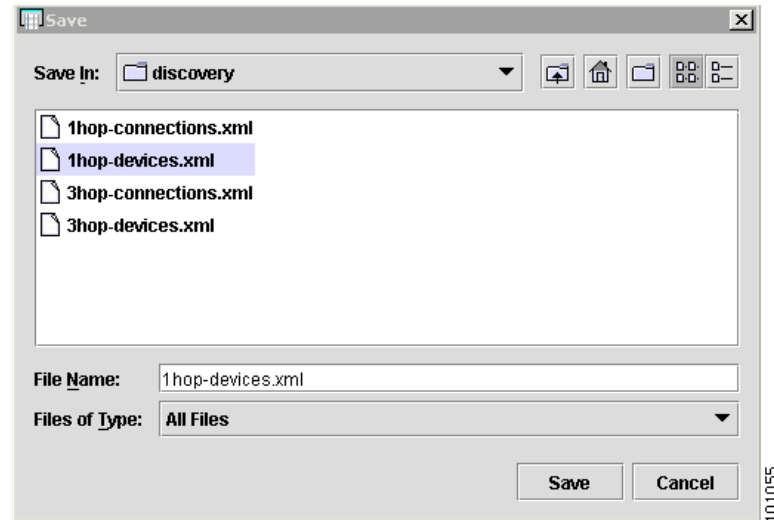 Save
Save In: discovery
1hop-connections.xml
1hop-devices.xml
3hop-connections.xml
3hop-devices.xml
File Name: 1hop-devices.xml
Files of Type: All Files
Save Cancel
101055